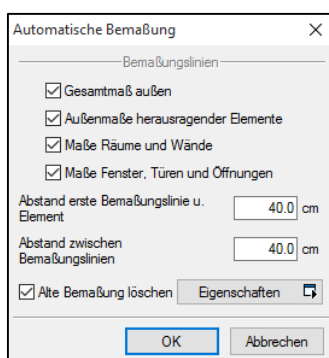 Automatische Bemaßung
Bemaßungslinien
Gesamtmaß außen
Außenmaße herausragender Elemente
Maße Räume und Wände
Maße Fenster, Türen und Öffnungen
Abstand erste Bemaßungslinie u.
Element
40.0 cm
Abstand zwischen
Bemaßungslinien
40.0 cm
Alte Bemaßung löschen Eigenschaften
OK Abbrechen